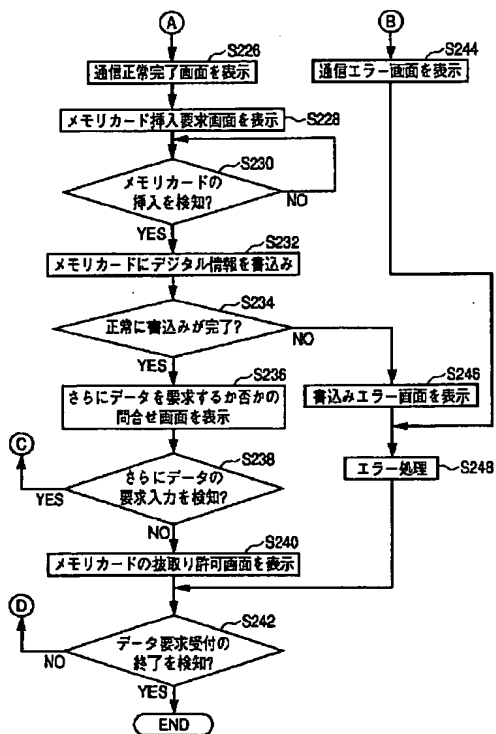 A
S226
通信正常完了画面を表示
メモリカード挿入要求画面を表示
S228
S230
メモリカードの
挿入を検知?
NO
YES
S232
メモリカードにデジタル情報を書込み
S234
正常に書込みが完了?
NO
YES
S236
さらにデータを要求するか否かの
問合せ画面を表示
C
S238
さらにデータの
要求入力を検知?
YES
NO
S240
メモリカードの抜取り許可画面を表示
D
S242
データ要求受付の
終了を検知?
NO
YES
END
B
S244
通信エラー画面を表示
S246
書込みエラー画面を表示
エラー処理
S248